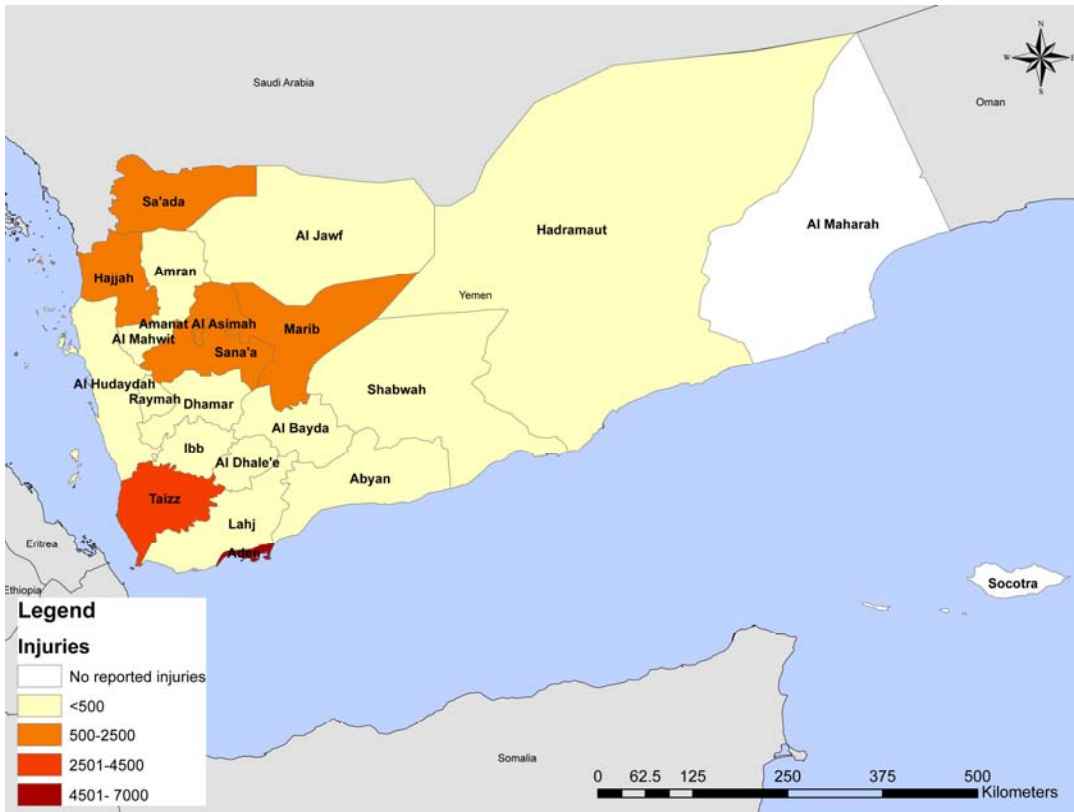 N
W E
S
Saudi Arabia
Oman
Sa'ada
Al Jawf
Hadramaut
Al Maharah
Hajjah
Amran
Yemen
Amanat Al Asimah
Marib
Al Mahwit
Sana'a
Al Hudaydah
Shabwah
Raymah
Dhamar
Al Bayda
Ibb
Al Dhale'e
Abyan
Taizz
Lahj
Aden
Eritrea
Ethiopia
Socotra
Legend
Injuries
No reported injuries
<500
500-2500
2501-4500
4501- 7000
Somalia
0 62.5 125 250 375 500
Kilometers